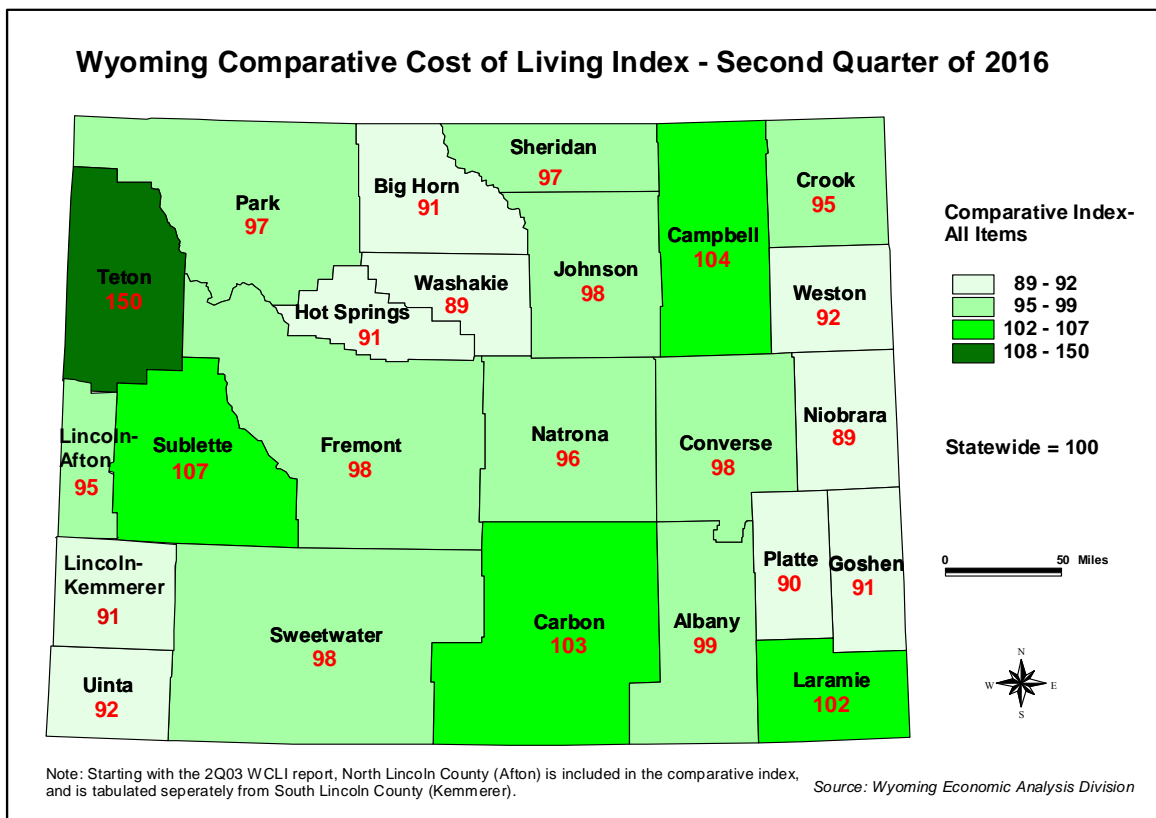 Wyoming Comparative Cost of Living Index - Second Quarter of 2016
Sheridan
97
Big Horn
91
Crook
95
Park
97
Campbell
104
Teton
150
Washakie
89
Johnson
98
Weston
92
Hot Springs
91
Comparative Index-
All Items
89 - 92
95 - 99
102 - 107
108 - 150
Statewide = 100
Lincoln-
Afton
95
Sublette
107
Fremont
98
Natrona
96
Converse
98
Niobrara
89
Lincoln-
Kemmerer
91
Platte
90
Goshen
91
0 50 Miles
Sweetwater
98
Carbon
103
Albany
99
Uinta
92
Laramie
102
N
W E
S
Note: Starting with the 2Q03 WCLI report, North Lincoln County (Afton) is included in the comparative index,
and is tabulated seperately from South Lincoln County (Kemmerer).
Source: Wyoming Economic Analysis Division